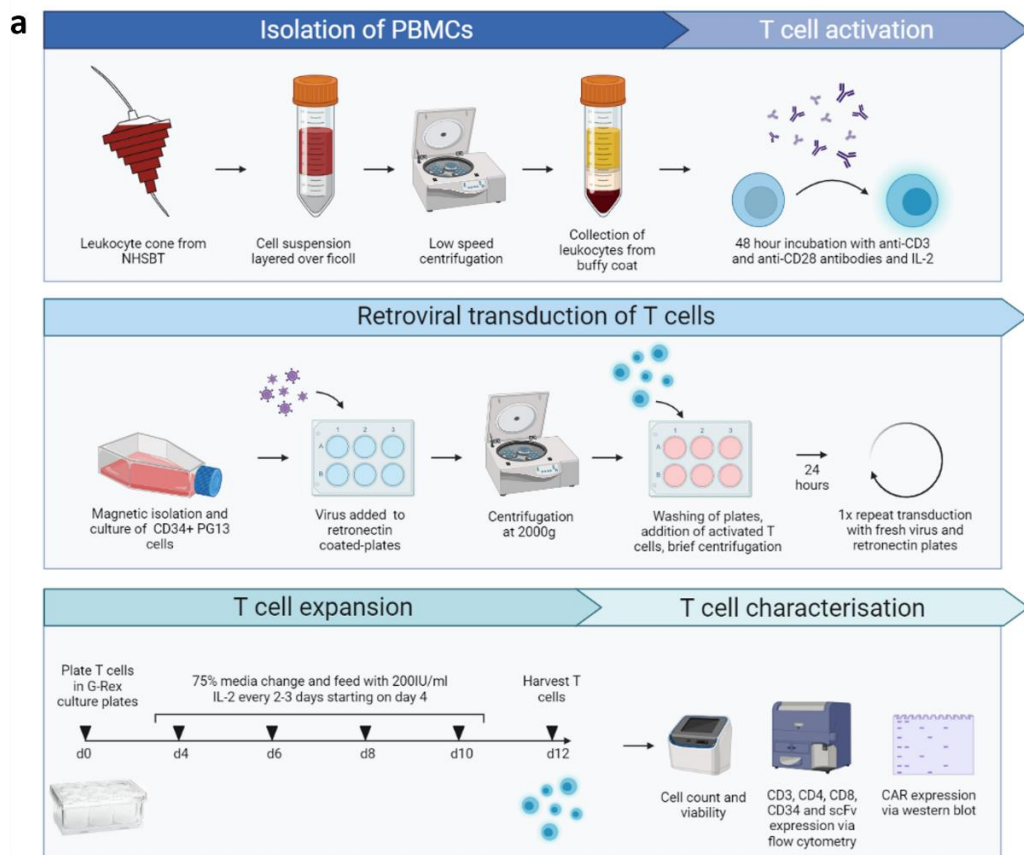 a
Isolation of PBMCs
T cell activation
Leukocyte cone from
NHSBT
Cell suspension
layered over ficoll
Low speed
centrifugation
Collection of
leukocytes from
buffy coat
48 hour incubation with anti-CD3
and anti-CD28 antibodies and IL-2
Retroviral transduction of T cells
1 2 3
A
B
1 2 3
A
B
24
hours
Magnetic isolation and
culture of CD34+ PG13
cells
Virus added to
retronectin
coated-plates
Centrifugation
at 2000g
Washing of plates,
addition of activated T
cells, brief centrifugation
1x repeat transduction
with fresh virus and
retronectin plates
T cell expansion
T cell characterisation
Plate T cells
in G-Rex
culture plates
75% media change and feed with 200IU/ml
IL-2 every 2-3 days starting on day 4
Harvest T
cells
d0 d4 d6 d8 d10 d12
Cell count and
viability
CD3, CD4, CD8,
CD34 and scFv
expression via
flow cytometry
CAR expression
via western blot